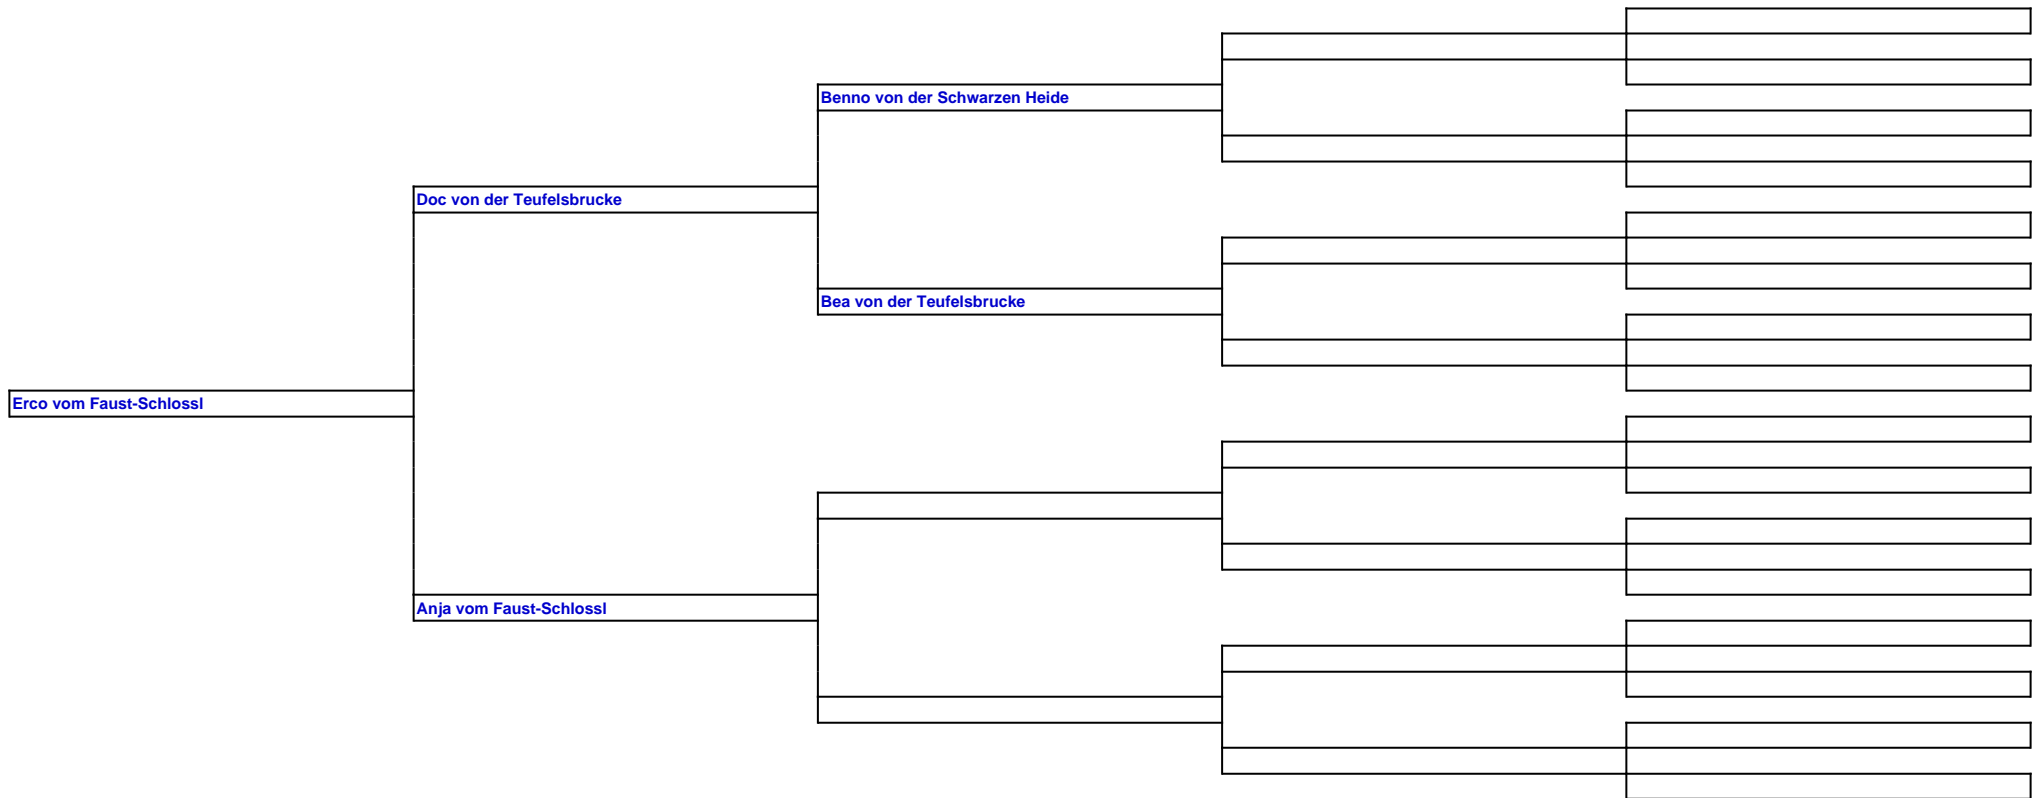 Benno von der Schwarzen Heide
Doc von der Teufelsbrucke
Bea von der Teufelsbrucke
Erco vom Faust-Schlossl
Anja vom Faust-Schlossl